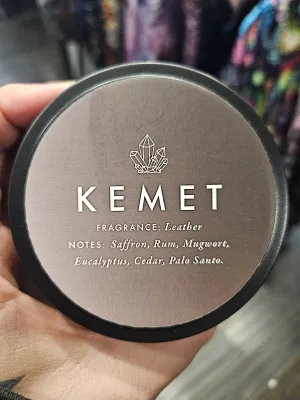 KEMET
FRAGRANCE: Leather
NOTES: Saffron, Rum, Mugwort,
Eucalyptus, Cedar, Palo Santo.